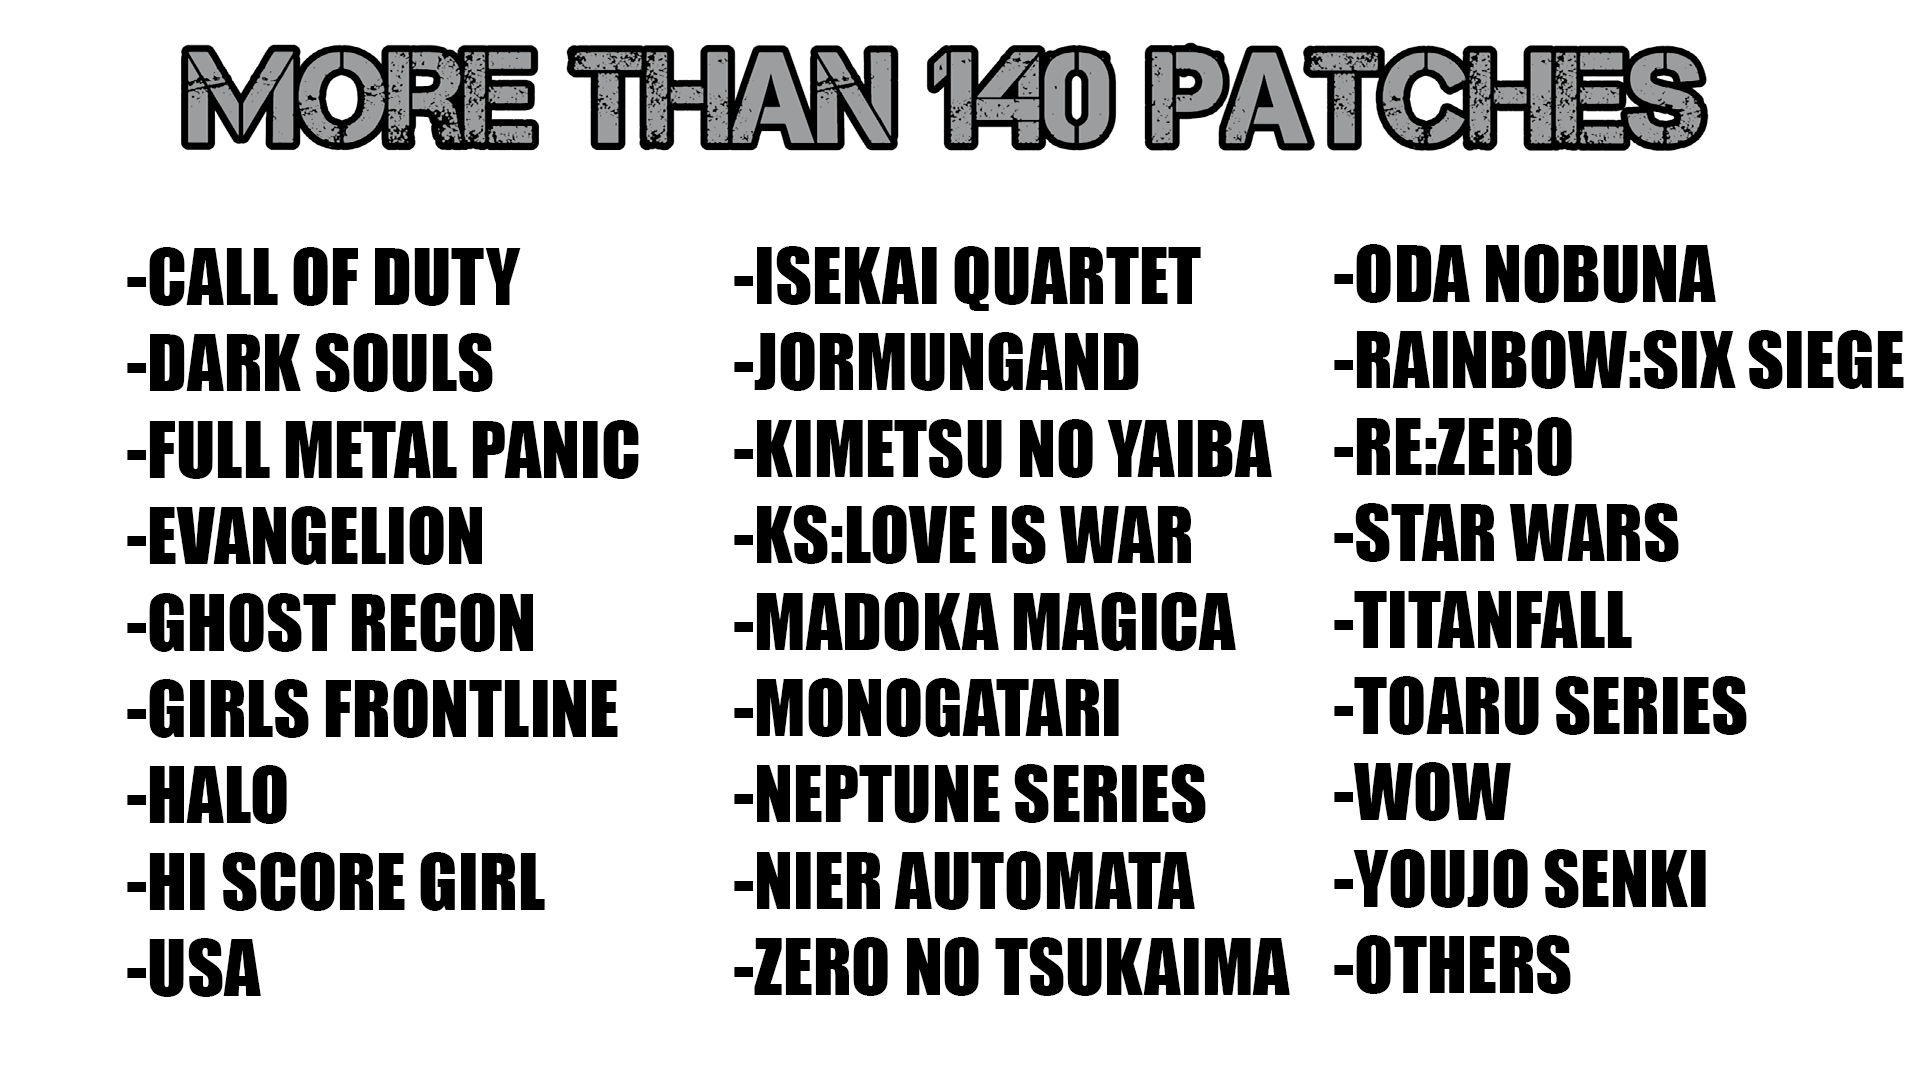 MORE THAN 140 PATCHES
-CALL OF DUTY
-DARK SOULS
-FULL METAL PANIC
-EVANGELION
-GHOST RECON
-GIRLS FRONTLINE
-HALO
-HI SCORE GIRL
-USA
-ISEKAI QUARTET
-JORMUNGAND
-KIMETSU NO YAIBA
-KS:LOVE IS WAR
-MADOKA MAGICA
-MONOGATARI
-NEPTUNE SERIES
-NIER AUTOMATA
-ZERO NO TSUKAIMA
-ODA NOBUNA
-RAINBOW:SIX SIEGE
-RE:ZERO
-STAR WARS
-TITANFALL
-TOARU SERIES
-WOW
-YOUJO SENKI
-OTHERS